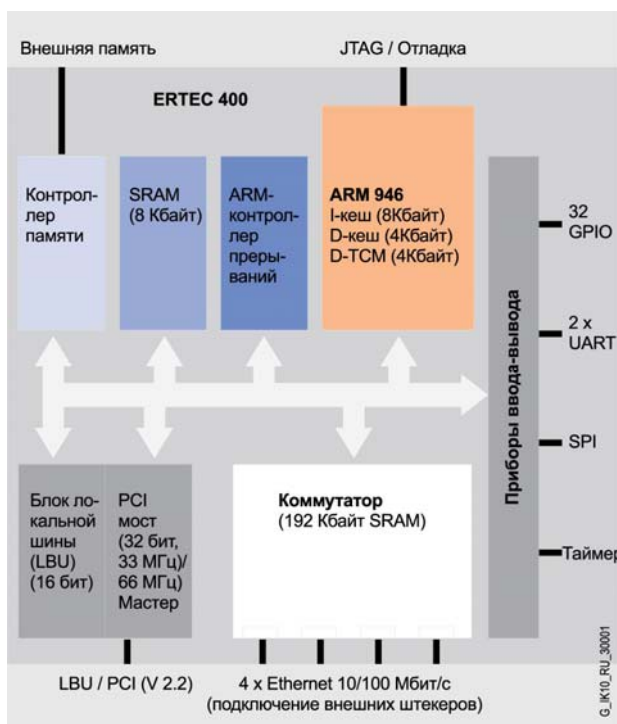 Внешняя память
JTAG / Отладка
ERTEC 400
Контрол-
лер
памяти
SRAM
(8 Кбайт)
ARM-
контрол-
лер
преры-
ваний
ARM 946
I-кеш (8Кбайт)
D-кеш (4Кбайт)
D-TCM (4Кбайт)
Приборы ввода-вывода
32
GPIO
2 x
UART
SPI
Таймер
Блок ло-
кальной
шины
(LBU)
(16 бит)
PCI
мост
(32 бит,
33 МГц)/
66 МГц)
Мастер
Коммутатор
(192 Кбайт SRAM)
LBU / PCI (V 2.2)
4 x Ethernet 10/100 Мбит/с
(подключение внешних штекеров)
G_IK10_RU_30001